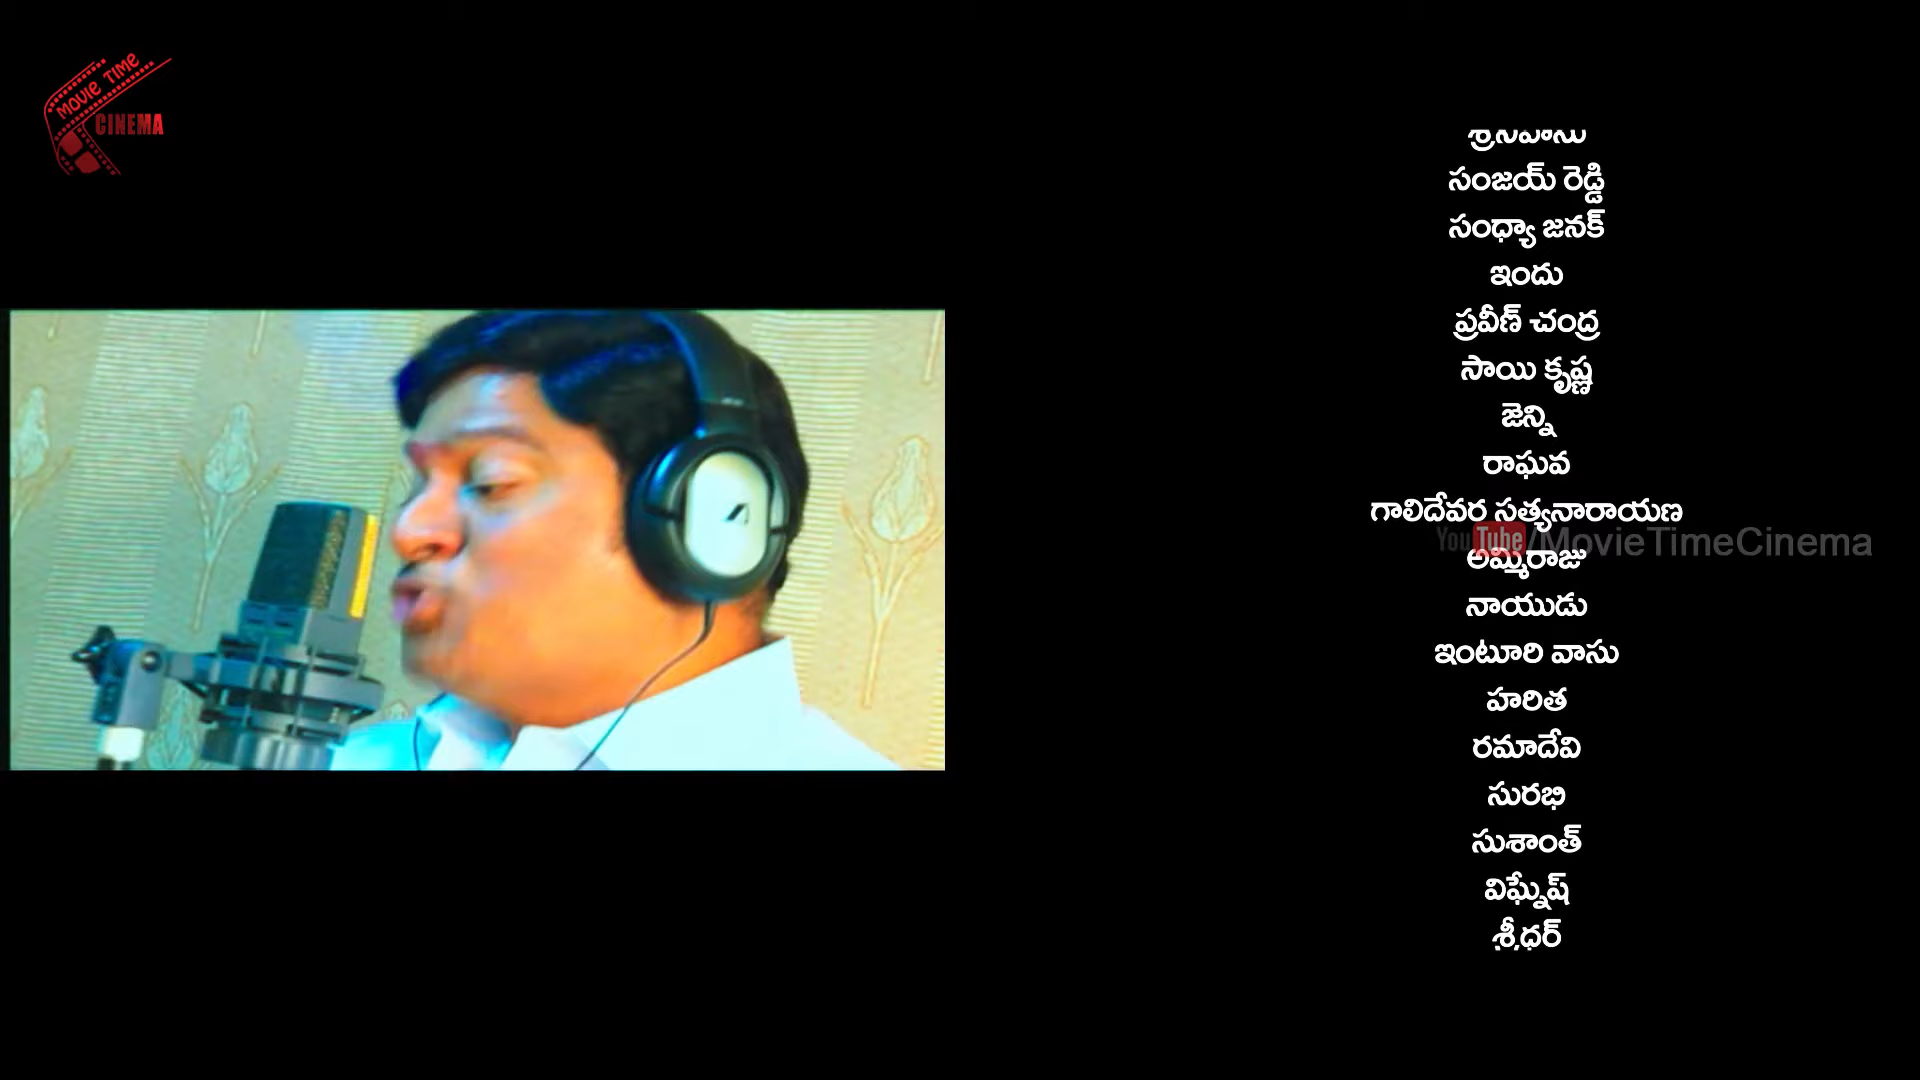 MOVIE TIME
CINEMA
శ్రీనివాసు
సంజయ్ రెడ్డి
సంధ్యా జనక్
ఇందు
ప్రవీణ్ చంద్ర
సాయి కృష్ణ
జెన్ని
రాఘవ
గాలిదేవర సత్యనారాయణ
YouTube/MovieTimeCinema
అమ్మిరాజు
నాయుడు
ఇంటూరి వాసు
హరిత
రమాదేవి
సురభి
సుశాంత్
విఘ్నేష్
శ్రీధర్